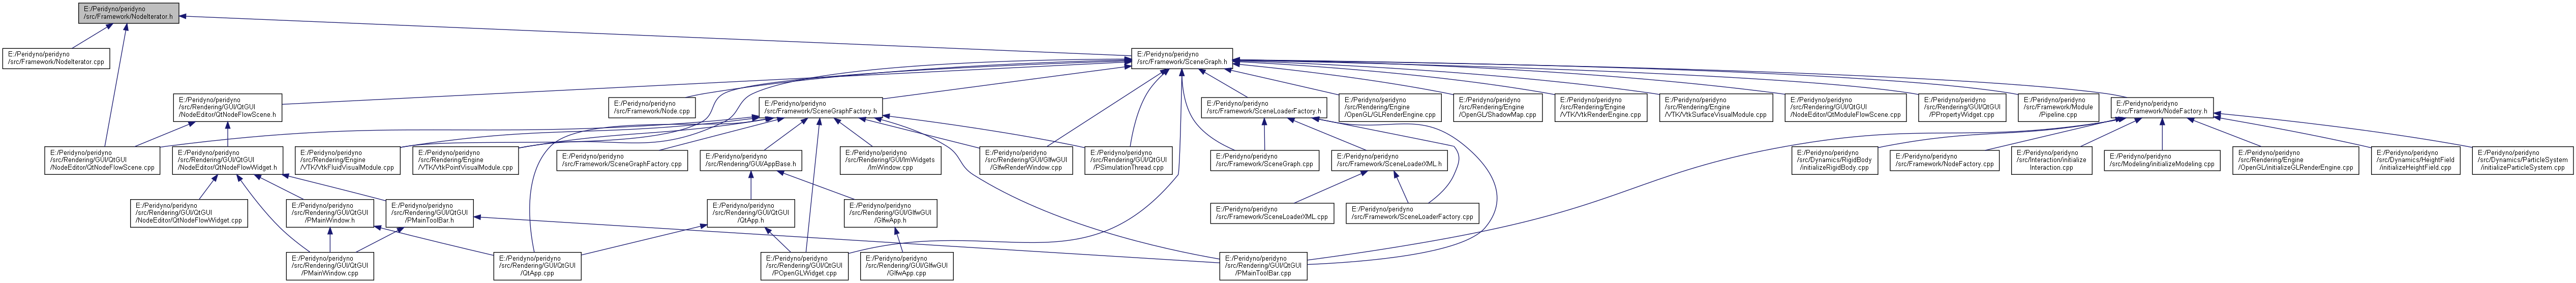 E:/Peridyno/peridyno
/src/Framework/NodeIterator.h
E:/Peridyno/peridyno
/src/Framework/NodeIterator.cpp
E:/Peridyno/peridyno
/src/Framework/SceneGraph.h
E:/Peridyno/peridyno
/src/Rendering/GUI/QtGUI
/NodeEditor/QtNodeFlowScene.h
E:/Peridyno/peridyno
/src/Framework/Node.cpp
E:/Peridyno/peridyno
/src/Framework/SceneGraphFactory.h
E:/Peridyno/peridyno
/src/Framework/SceneLoaderFactory.h
E:/Peridyno/peridyno
/src/Rendering/Engine
/OpenGL/GLRenderEngine.cpp
E:/Peridyno/peridyno
/src/Rendering/Engine
/OpenGL/ShadowMap.cpp
E:/Peridyno/peridyno
/src/Rendering/Engine
/VTK/VtkRenderEngine.cpp
E:/Peridyno/peridyno
/src/Rendering/Engine
/VTK/VtkSurfaceVisualModule.cpp
E:/Peridyno/peridyno
/src/Rendering/GUI/QtGUI
/NodeEditor/QtModuleFlowScene.cpp
E:/Peridyno/peridyno
/src/Rendering/GUI/QtGUI
/PPropertyWidget.cpp
E:/Peridyno/peridyno
/src/Framework/Module
/Pipeline.cpp
E:/Peridyno/peridyno
/src/Framework/NodeFactory.h
E:/Peridyno/peridyno
/src/Rendering/GUI/QtGUI
/NodeEditor/QtNodeFlowScene.cpp
E:/Peridyno/peridyno
/src/Rendering/GUI/QtGUI
/NodeEditor/QtNodeFlowWidget.h
E:/Peridyno/peridyno
/src/Rendering/Engine
/VTK/VtkFluidVisualModule.cpp
E:/Peridyno/peridyno
/src/Rendering/Engine
/VTK/VtkPointVisualModule.cpp
E:/Peridyno/peridyno
/src/Framework/SceneGraphFactory.cpp
E:/Peridyno/peridyno
/src/Rendering/GUI/AppBase.h
E:/Peridyno/peridyno
/src/Rendering/GUI/ImWidgets
/ImWindow.cpp
E:/Peridyno/peridyno
/src/Rendering/GUI/GlfwGUI
/GlfwRenderWindow.cpp
E:/Peridyno/peridyno
/src/Rendering/GUI/QtGUI
/PSimulationThread.cpp
E:/Peridyno/peridyno
/src/Framework/SceneGraph.cpp
E:/Peridyno/peridyno
/src/Framework/SceneLoaderXML.h
E:/Peridyno/peridyno
/src/Dynamics/RigidBody
/initializeRigidBody.cpp
E:/Peridyno/peridyno
/src/Framework/NodeFactory.cpp
E:/Peridyno/peridyno
/src/Interaction/initialize
Interaction.cpp
E:/Peridyno/peridyno
/src/Modeling/initializeModeling.cpp
E:/Peridyno/peridyno
/src/Rendering/Engine
/OpenGL/initializeGLRenderEngine.cpp
E:/Peridyno/peridyno
/src/Dynamics/HeightField
/initializeHeightField.cpp
E:/Peridyno/peridyno
/src/Dynamics/ParticleSystem
/initializeParticleSystem.cpp
E:/Peridyno/peridyno
/src/Rendering/GUI/QtGUI
/NodeEditor/QtNodeFlowWidget.cpp
E:/Peridyno/peridyno
/src/Rendering/GUI/QtGUI
/PMainWindow.h
E:/Peridyno/peridyno
/src/Rendering/GUI/QtGUI
/PMainToolBar.h
E:/Peridyno/peridyno
/src/Rendering/GUI/QtGUI
/QtApp.h
E:/Peridyno/peridyno
/src/Rendering/GUI/GlfwGUI
/GlfwApp.h
E:/Peridyno/peridyno
/src/Framework/SceneLoaderXML.cpp
E:/Peridyno/peridyno
/src/Framework/SceneLoaderFactory.cpp
E:/Peridyno/peridyno
/src/Rendering/GUI/QtGUI
/PMainWindow.cpp
E:/Peridyno/peridyno
/src/Rendering/GUI/QtGUI
/QtApp.cpp
E:/Peridyno/peridyno
/src/Rendering/GUI/QtGUI
/POpenGLWidget.cpp
E:/Peridyno/peridyno
/src/Rendering/GUI/GlfwGUI
/GlfwApp.cpp
E:/Peridyno/peridyno
/src/Rendering/GUI/QtGUI
/PMainToolBar.cpp